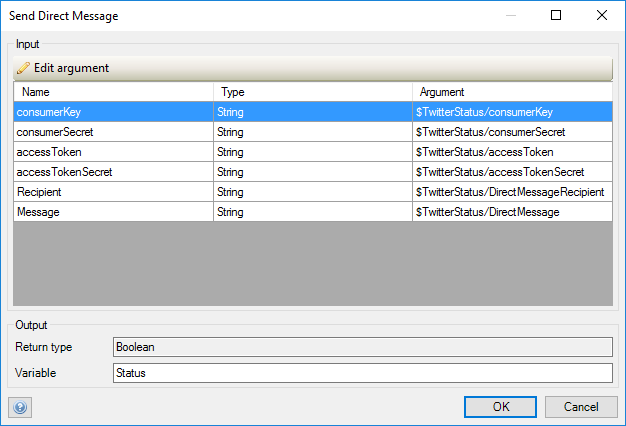 Send Direct Message
Input
Edit argument
Name Type Argument
consumerKey String $TwitterStatus/consumerKey
consumerSecret String $TwitterStatus/consumerSecret
accessToken String $TwitterStatus/accessToken
accessTokenSecret String $TwitterStatus/accessTokenSecret
Recipient String $TwitterStatus/DirectMessageRecipient
Message String $TwitterStatus/DirectMessage
Output
Return type Boolean
Variable Status
? OK Cancel